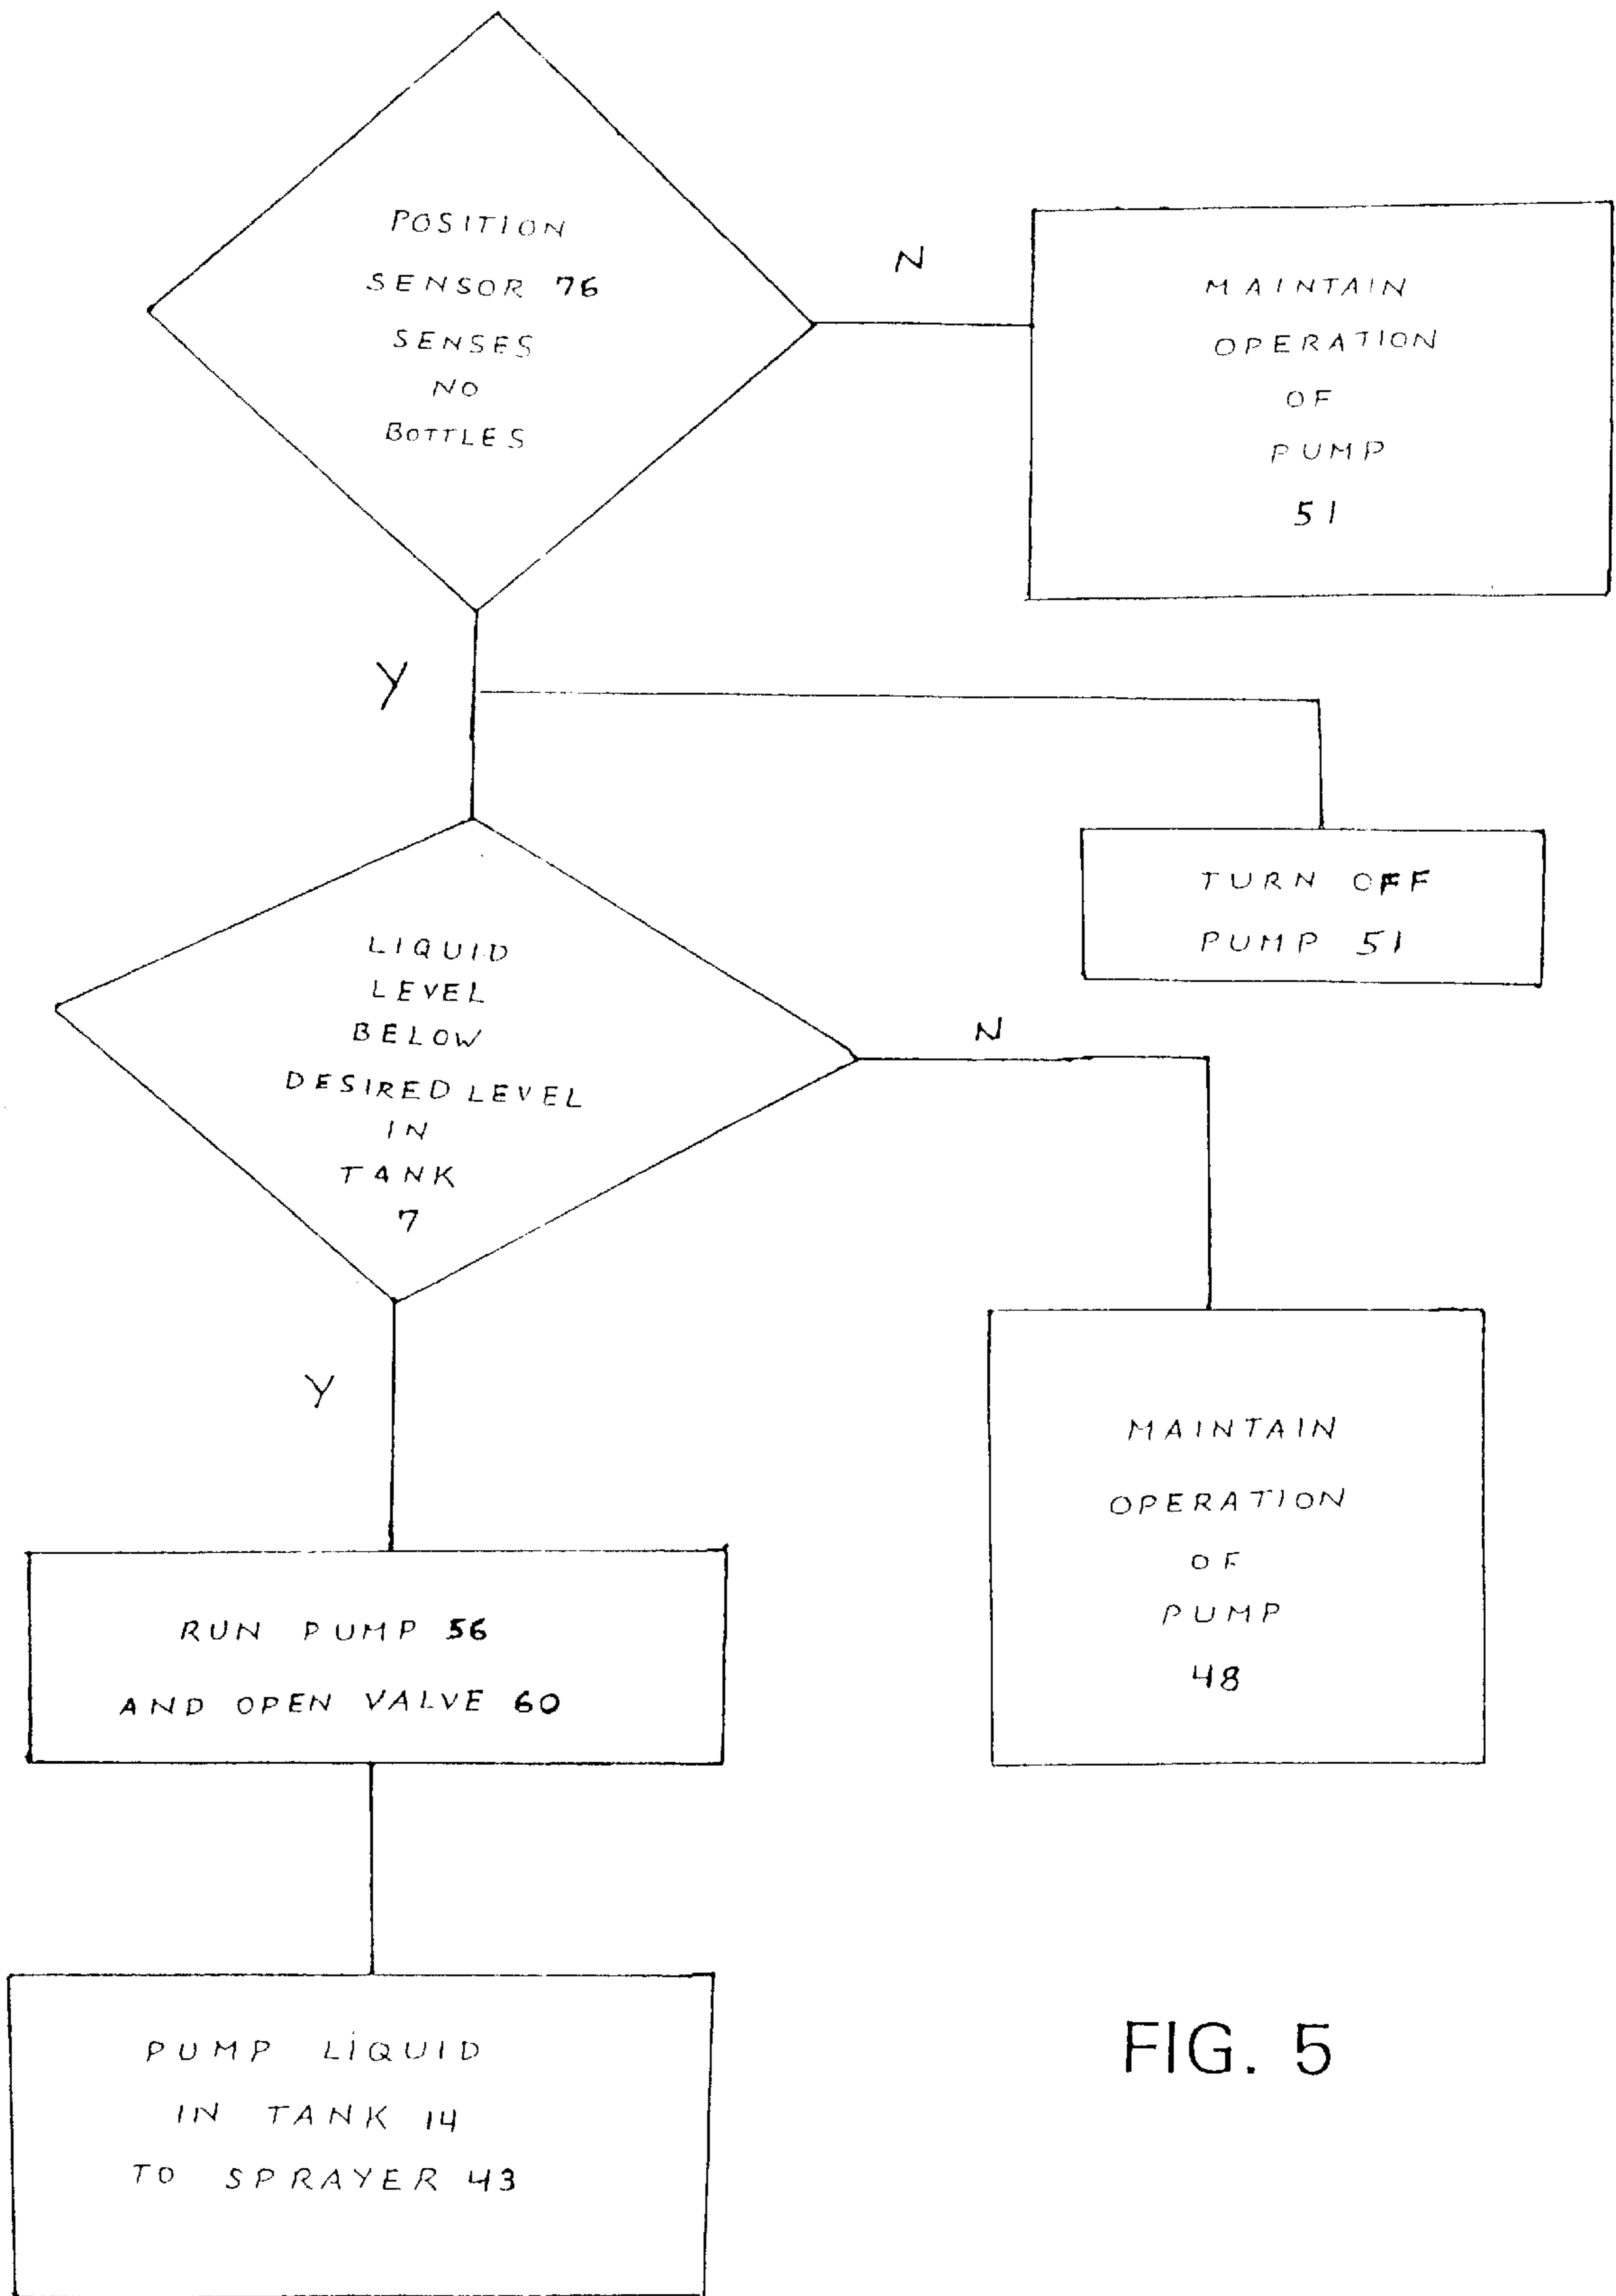 POSITION
SENSOR 76
SENSES
NO
BOTTLES
N
MAINTAIN
OPERATION
OF
PUMP
51
Y
TURN OFF
PUMP 51
LIQUID
LEVEL
BELOW
DESIRED LEVEL
IN
TANK
7
N
Y
MAINTAIN
OPERATION
OF
PUMP
48
RUN PUMP 56
AND OPEN VALVE 60
PUMP LIQUID
IN TANK 14
TO SPRAYER 43
FIG. 5